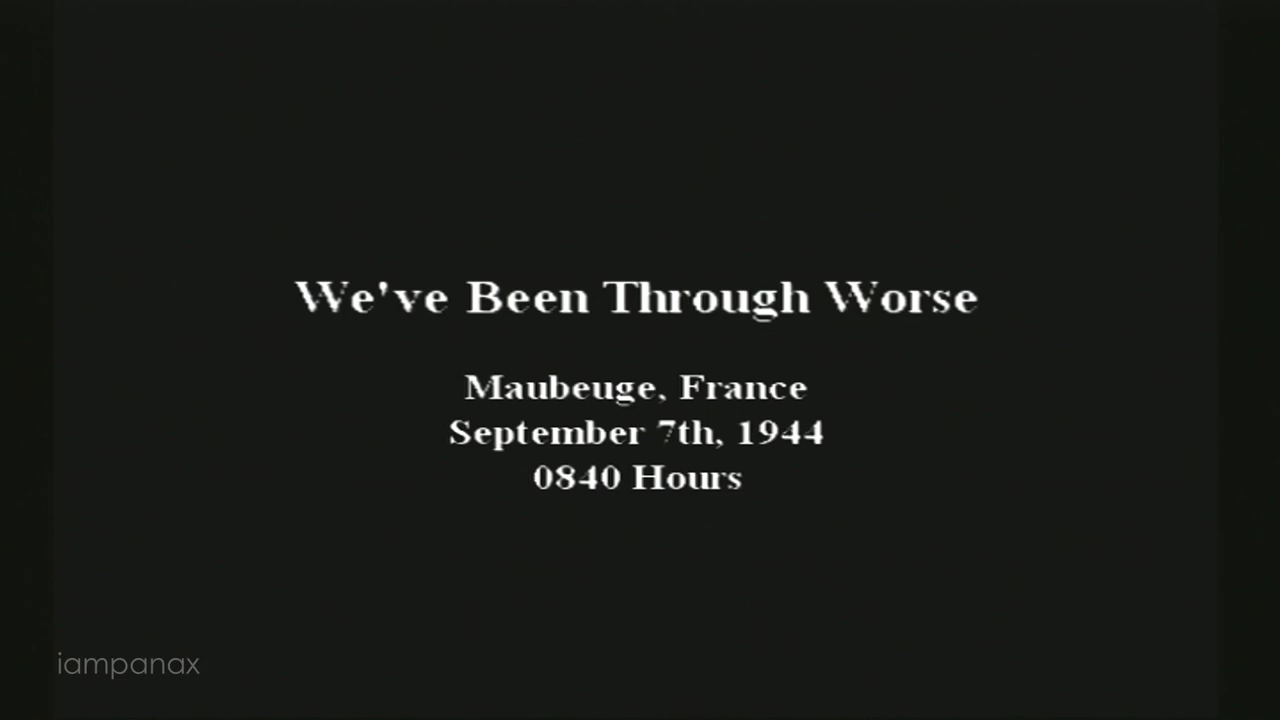 We've Been Through Worse
Maubeuge, France
September 7th, 1944
0840 Hours
iampanax